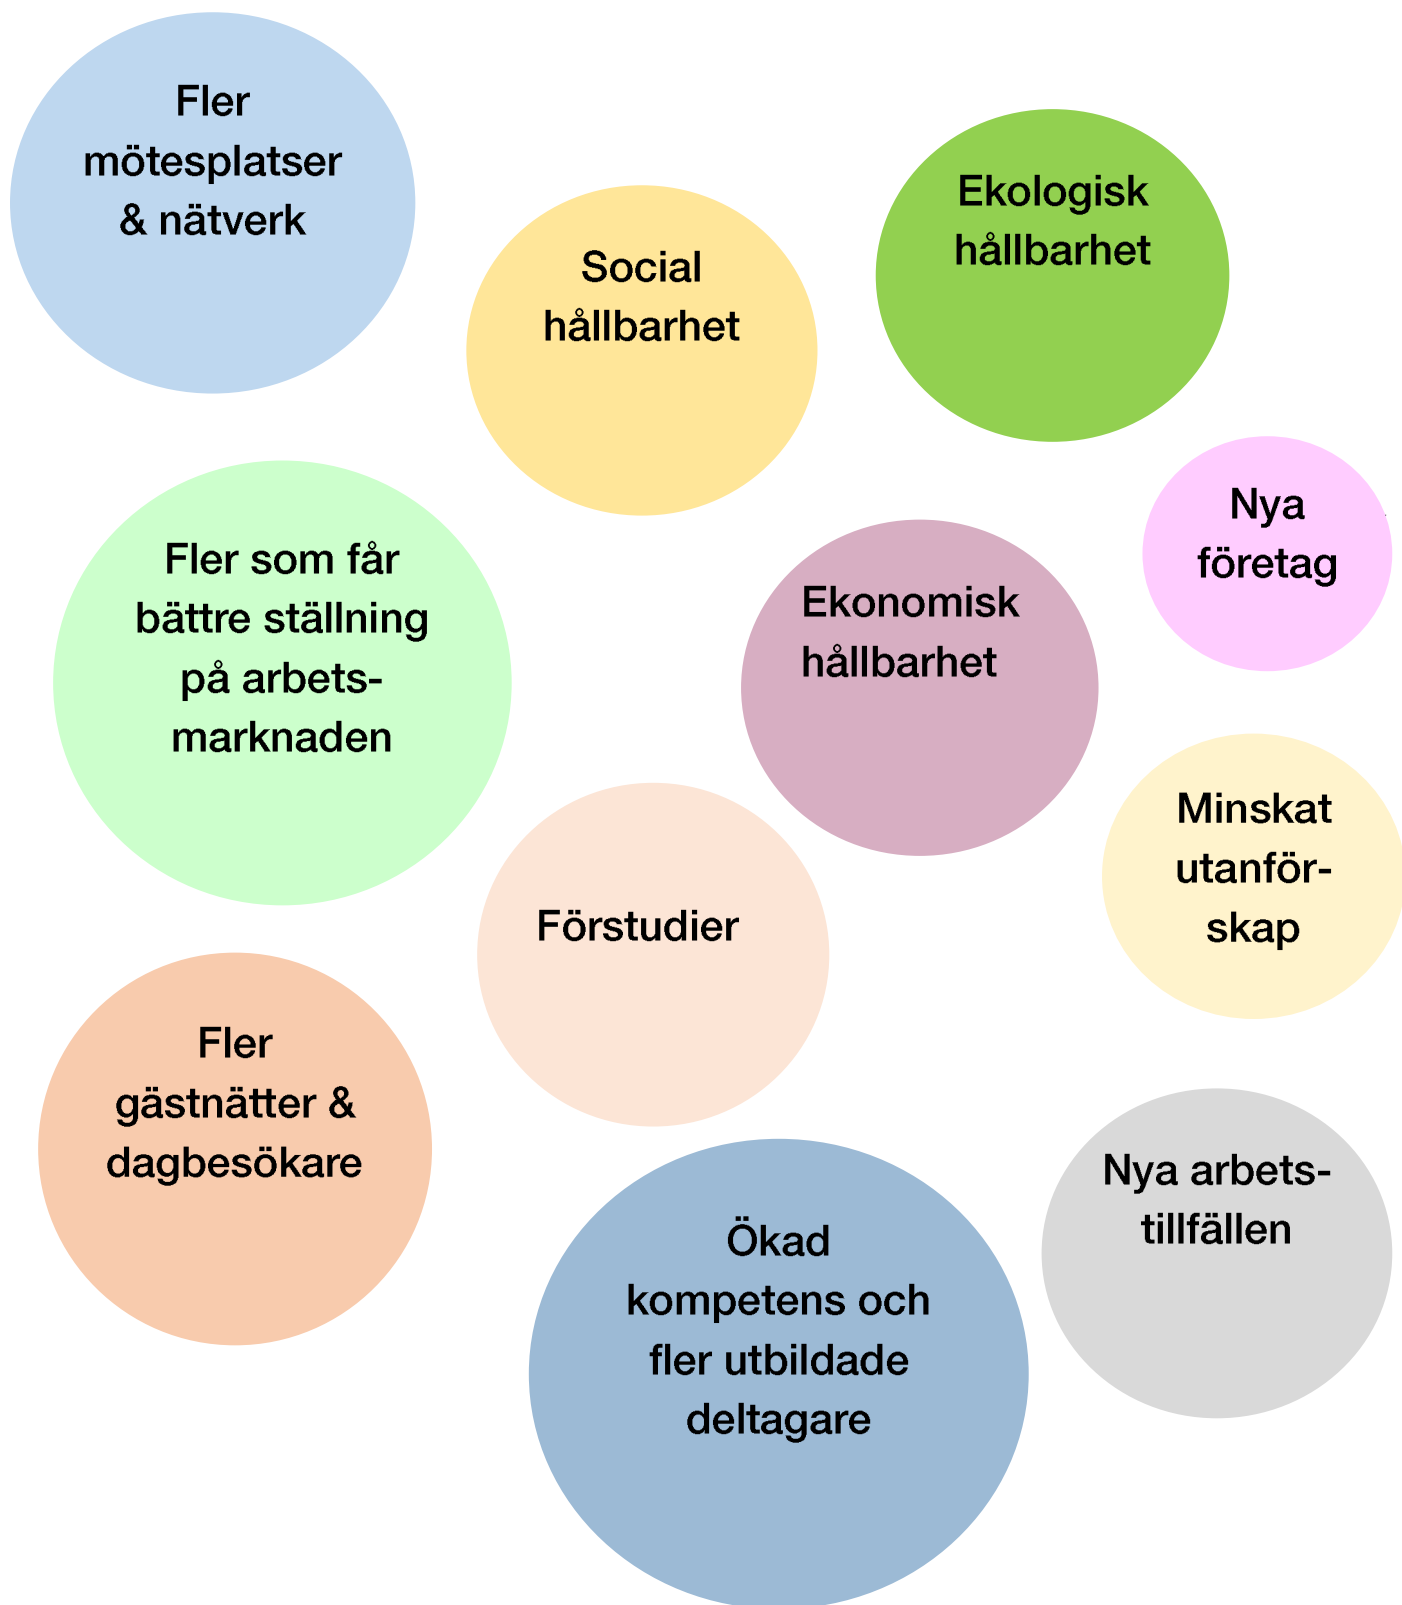 Fler
mötesplatser
& nätverk
Social
hållbarhet
Ekologisk
hållbarhet
Nya
företag
Fler som får
bättre ställning
på arbets-
marknaden
Ekonomisk
hållbarhet
Minskat
utanför-
skap
Förstudier
Fler
gästnätter &
dagbesökare
Ökad
kompetens och
fler utbildade
deltagare
Nya arbets-
tillfällen